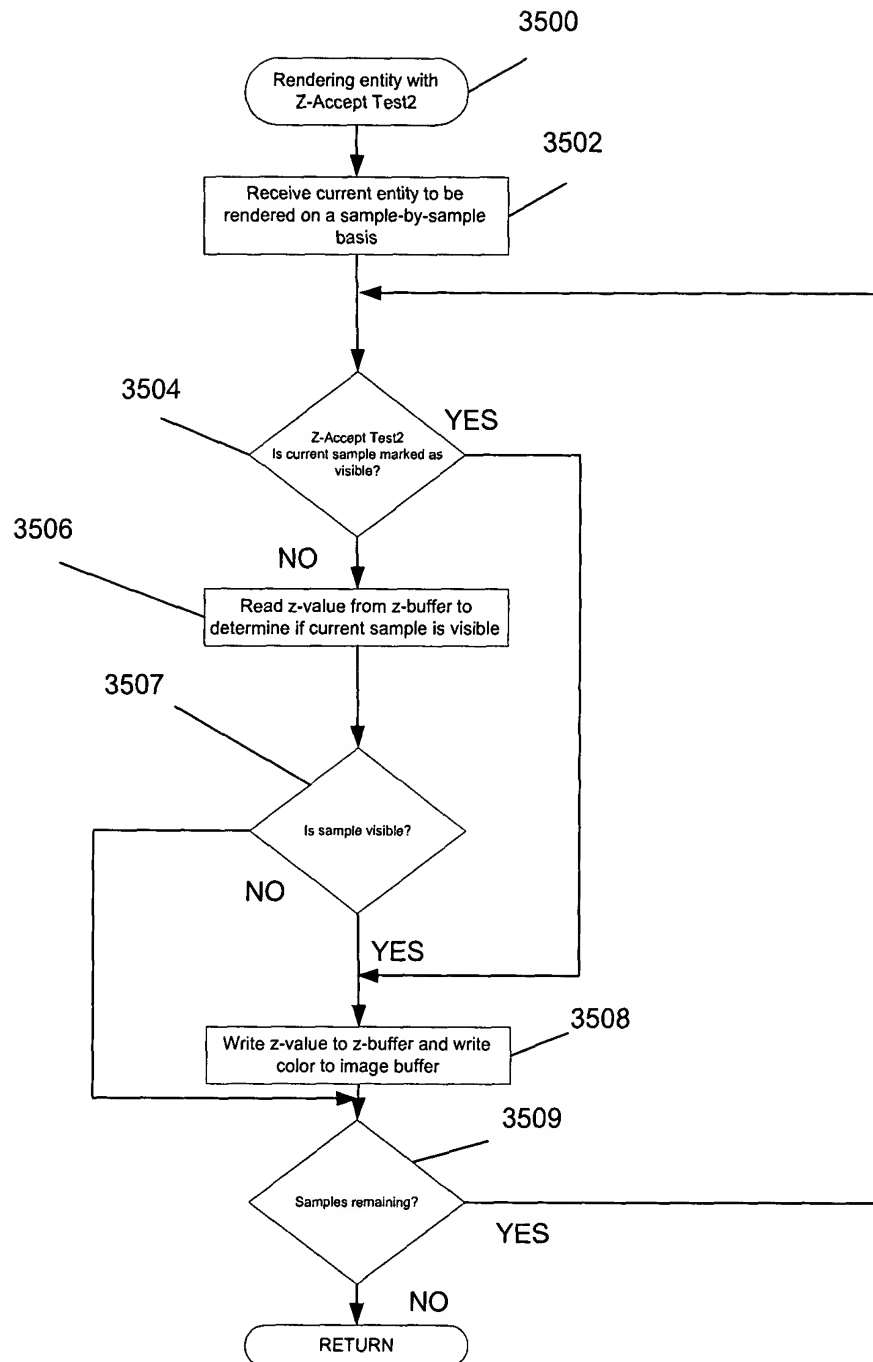 3500
Rendering entity with
Z-Accept Test2
3502
Receive current entity to be
rendered on a sample-by-sample
basis
3504
YES
Z-Accept Test2
Is current sample marked as
visible?
3506
NO
Read z-value from z-buffer to
determine if current sample is visible
3507
Is sample visible?
NO
YES
3508
Write z-value to z-buffer and write
color to image buffer
3509
Samples remaining?
YES
NO
RETURN